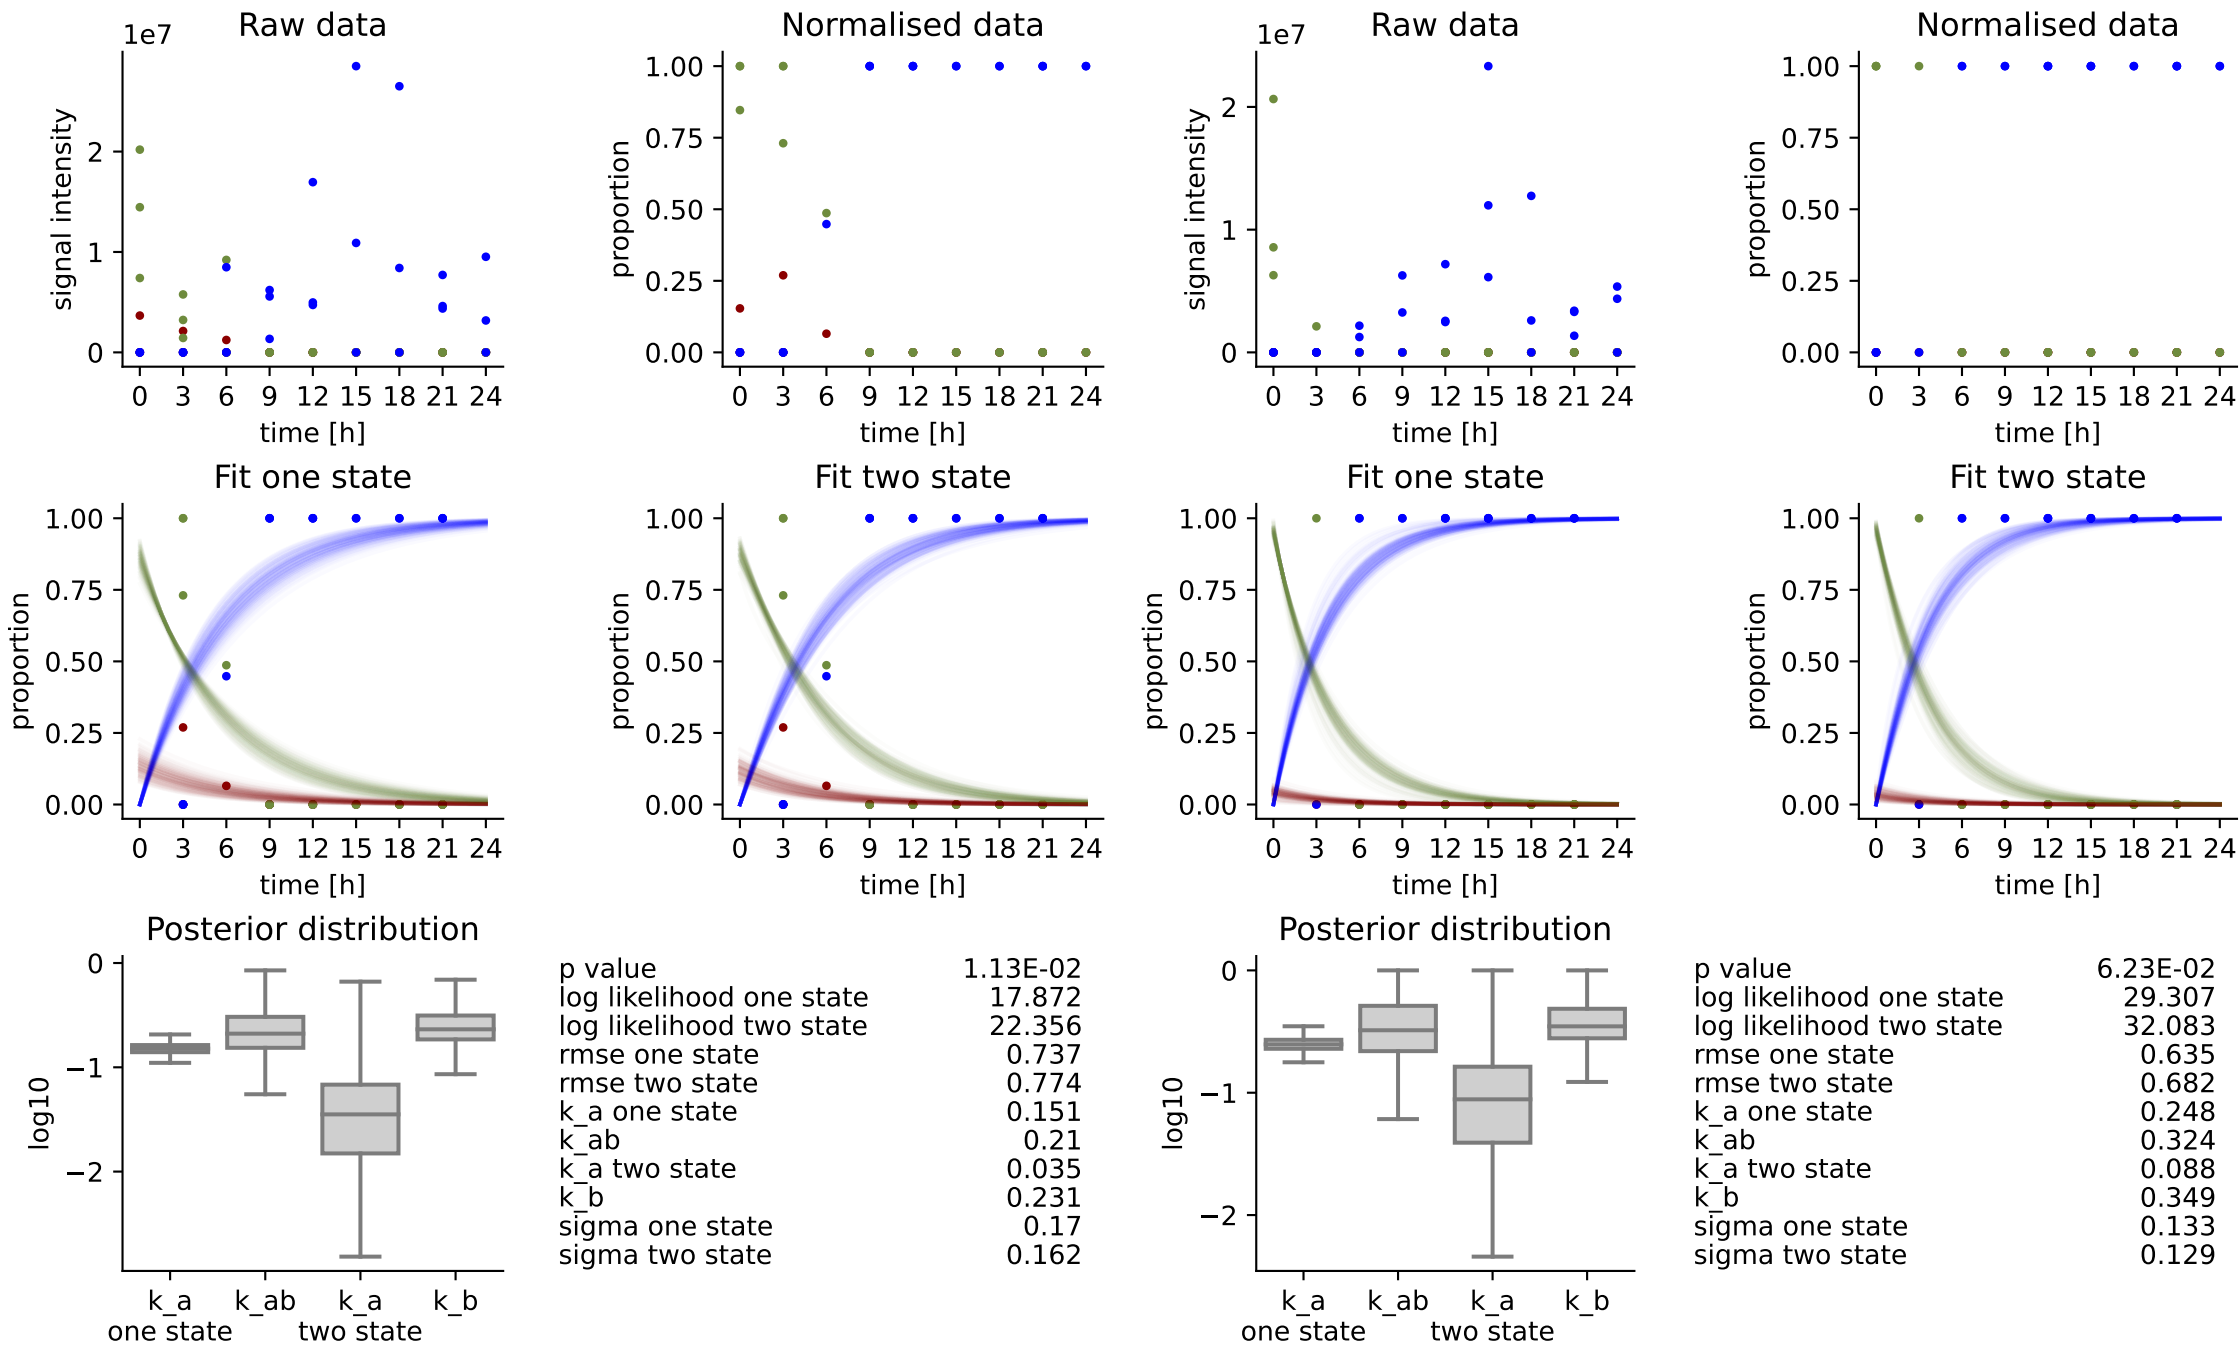 Raw data
1e7
signal intensity
2
1
0
0 3 6 9 12 15 18 21 24
time [h]
Normalised data
proportion
1.00
0.75
0.50
0.25
0.00
0 3 6 9 12 15 18 21 24
time [h]
Raw data
1e7
signal intensity
2
1
0
0 3 6 9 12 15 18 21 24
time [h]
Normalised data
proportion
1.00
0.75
0.50
0.25
0.00
0 3 6 9 12 15 18 21 24
time [h]
Fit one state
proportion
1.00
0.75
0.50
0.25
0.00
0 3 6 9 12 15 18 21 24
time [h]
Fit two state
proportion
1.00
0.75
0.50
0.25
0.00
0 3 6 9 12 15 18 21 24
time [h]
Fit one state
proportion
1.00
0.75
0.50
0.25
0.00
0 3 6 9 12 15 18 21 24
time [h]
Fit two state
proportion
1.00
0.75
0.50
0.25
0.00
0 3 6 9 12 15 18 21 24
time [h]
Posterior distribution
log10
0
−1
−2
k_a k_ab k_a k_b
one state two state
p value 1.13E-02
log likelihood one state 17.872
log likelihood two state 22.356
rmse one state 0.737
rmse two state 0.774
k_a one state 0.151
k_ab 0.21
k_a two state 0.035
k_b 0.231
sigma one state 0.17
sigma two state 0.162
Posterior distribution
log10
0
−1
−2
k_a k_ab k_a k_b
one state two state
p value 6.23E-02
log likelihood one state 29.307
log likelihood two state 32.083
rmse one state 0.635
rmse two state 0.682
k_a one state 0.248
k_ab 0.324
k_a two state 0.088
k_b 0.349
sigma one state 0.133
sigma two state 0.129